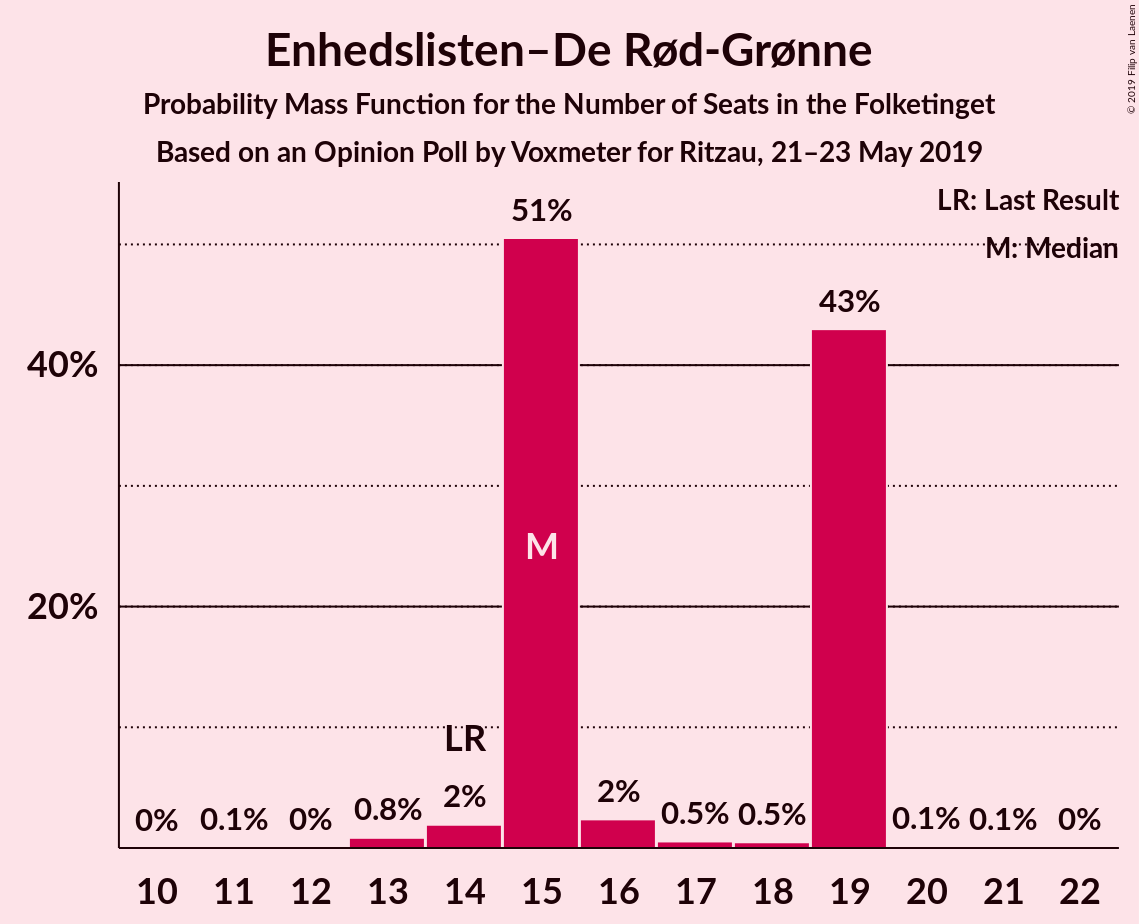 Enhedslisten–De Rød-Grønne
Probability Mass Function for the Number of Seats in the Folketinget
Based on an Opinion Poll by Voxmeter for Ritzau, 21–23 May 2019
© 2019 Filip van Laenen
LR: Last Result
M: Median
51%
43%
40%
M
20%
LR
0% 0.1% 0% 0.8% 2% 2% 0.5% 0.5% 0.1% 0.1% 0%
10 11 12 13 14 15 16 17 18 19 20 21 22